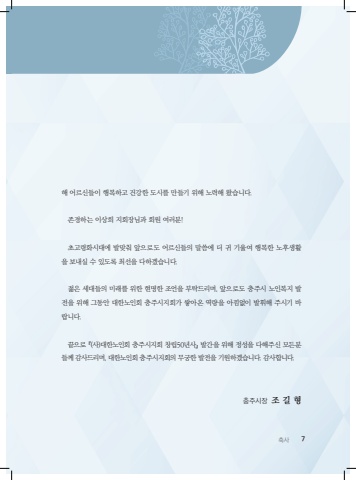 해 어르신들이 행복하고 건강한 도시를 만들기 위해 노력해 왔습니다.
존경하는 이상희 지회장님과 회원 여러분!
초고령화시대에 발맞춰 앞으로도 어르신들의 말씀에 더 귀 기울여 행복한 노후생활
을 보내실 수 있도록 최선을 다하겠습니다.
젊은 세대들의 미래를 위한 현명한 조언을 부탁드리며, 앞으로도 충주시 노인복지 발
전을 위해 그동안 대한노인회 충주시지회가 쌓아온 역량을 아낌없이 발휘해 주시기 바
랍니다.
끝으로 『(사)대한노인회 충주시지회 창립50년사』 발간을 위해 정성을 다해주신 모든분
들께 감사드리며, 대한노인회 충주시지회의 무궁한 발전을 기원하겠습니다. 감사합니다.
충주시장 조 길 형
축사 7